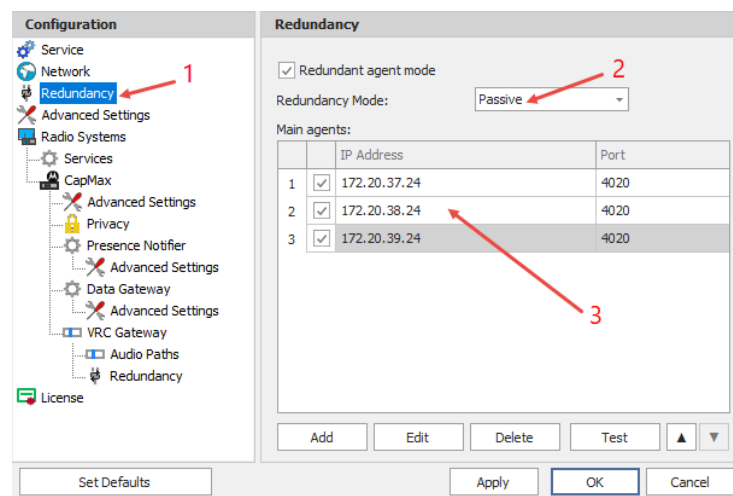 Configuration
Service
Network
1
Redundancy
Advanced Settings
Radio Systems
Services
CapMax
Advanced Settings
Privacy
Presence Notifier
Advanced Settings
Data Gateway
Advanced Settings
VRC Gateway
Audio Paths
Redundancy
License
Set Defaults
Redundancy
Redundant agent mode
2
Redundancy Mode: Passive
Main agents:
IP Address Port
1 172.20.37.24 4020
2 172.20.38.24 4020
3 172.20.39.24 4020
3
Add Edit Delete Test
Apply OK Cancel